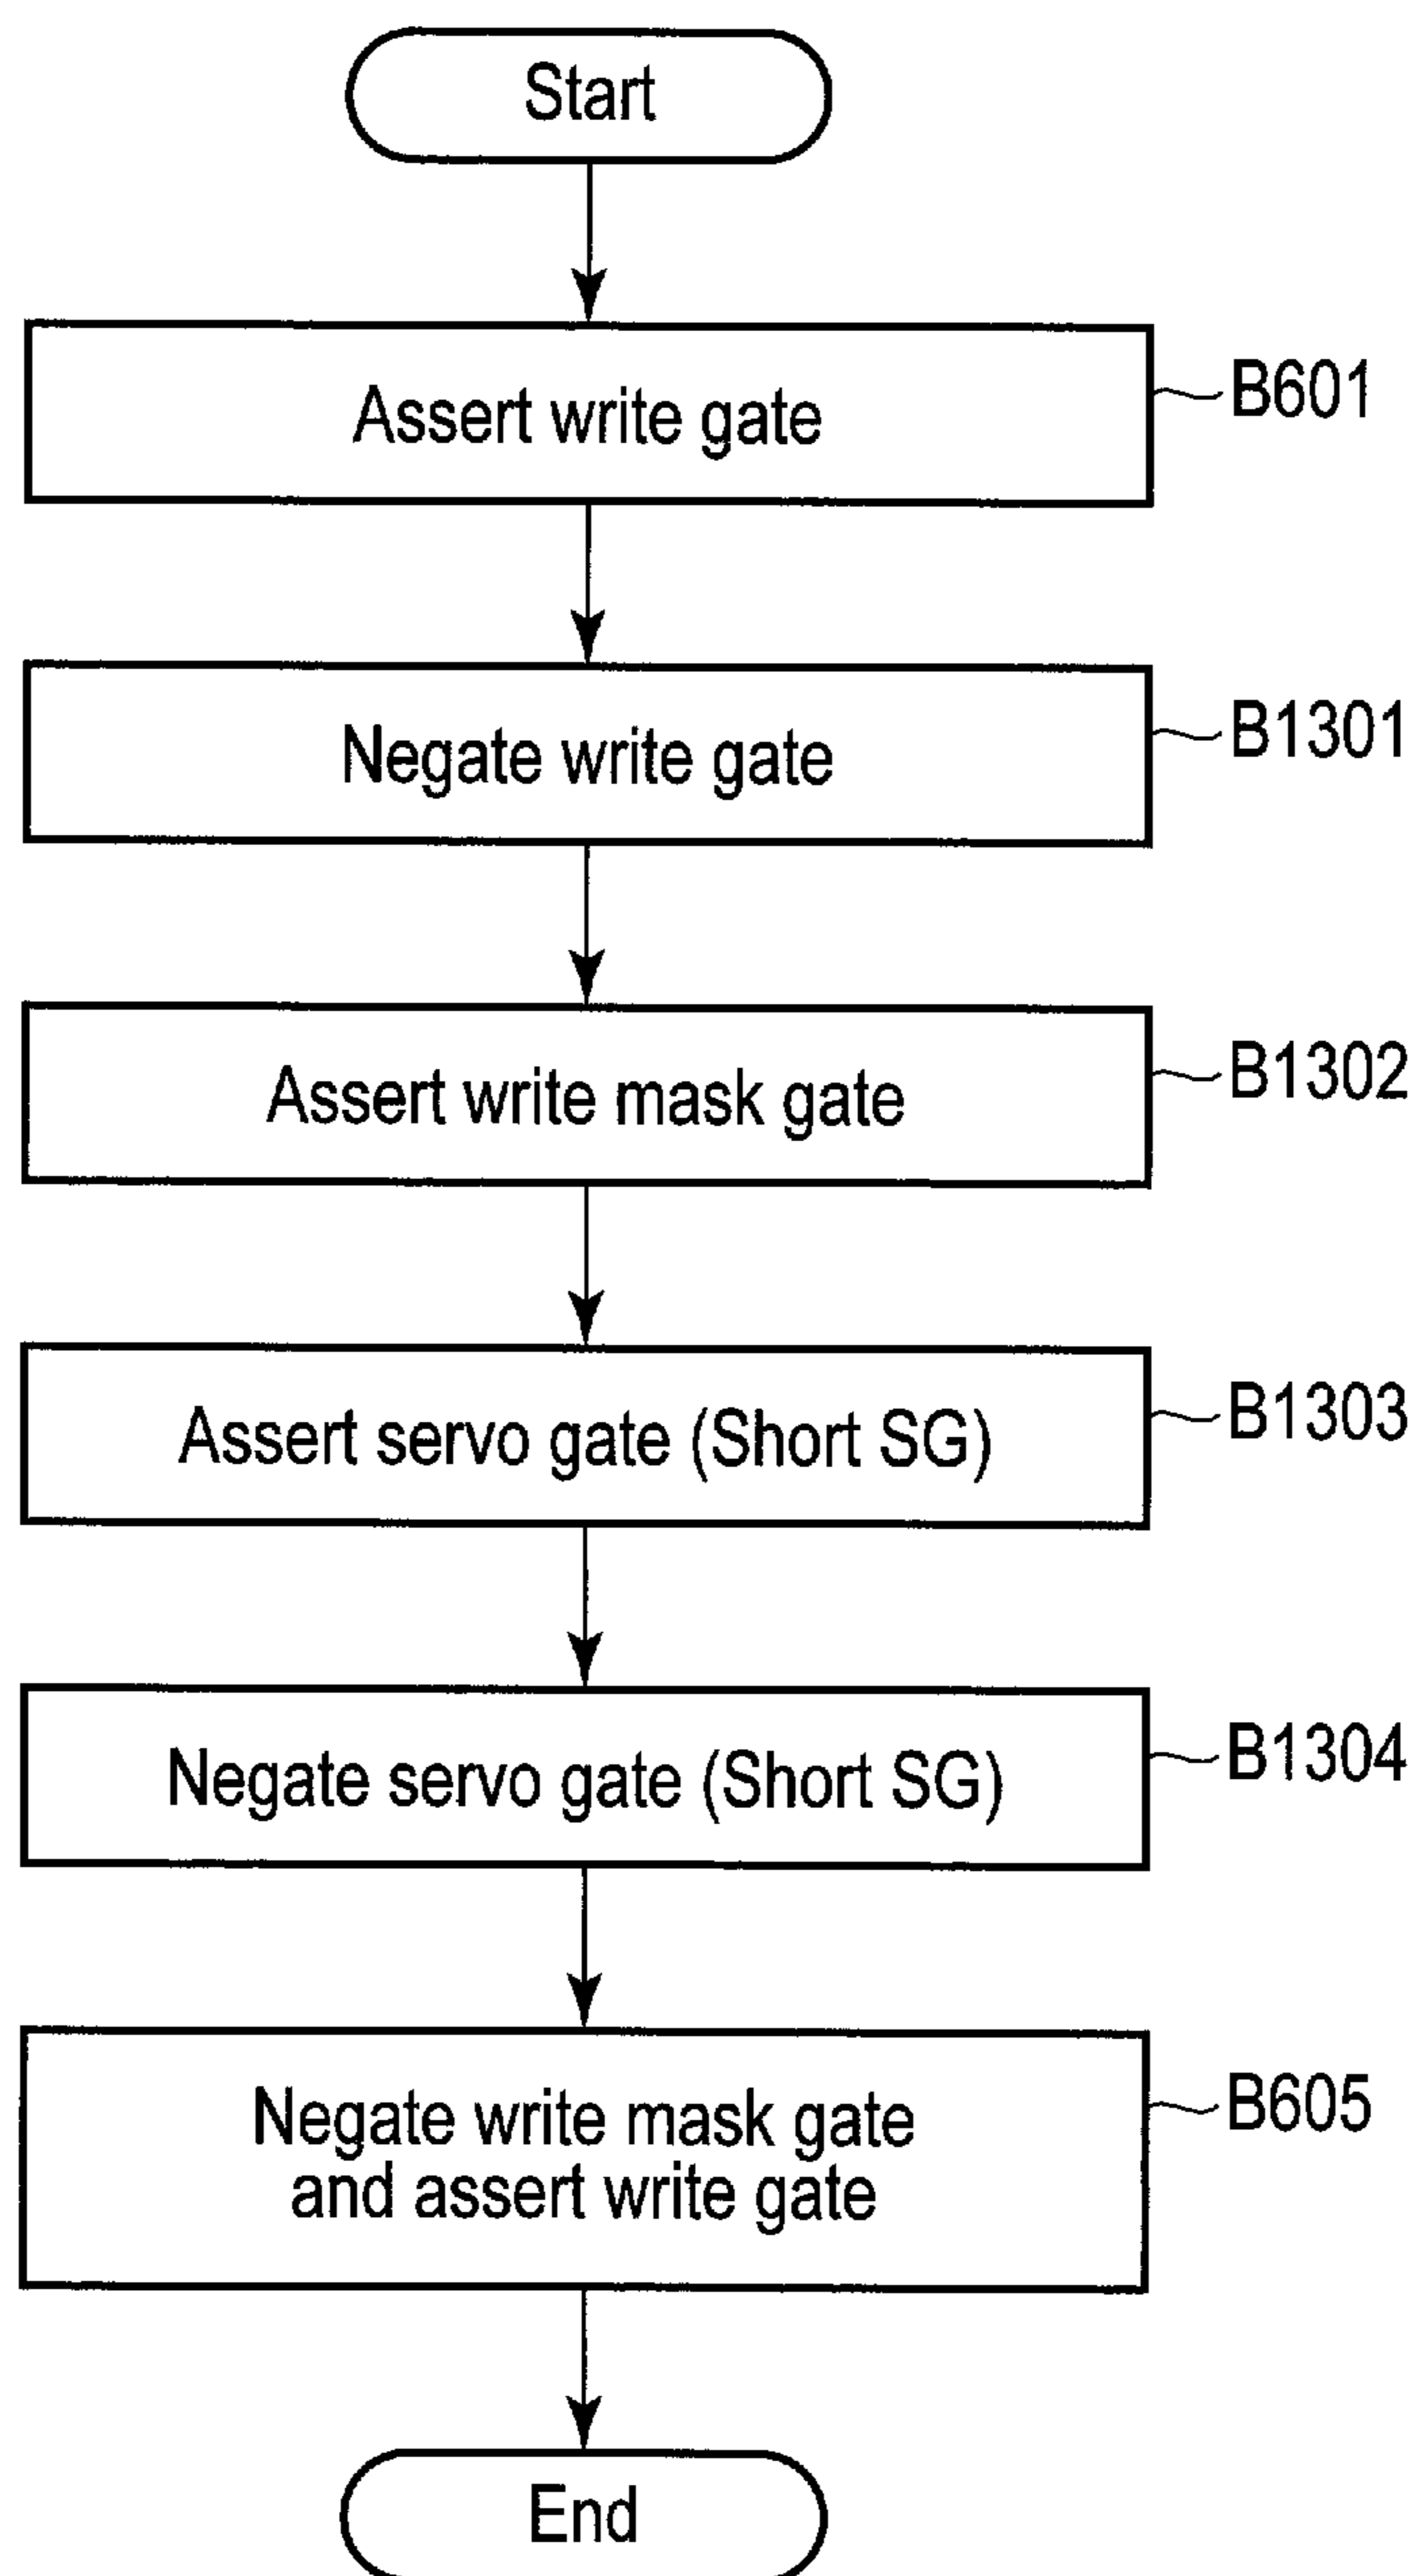 Start
Assert write gate
B601
Negate write gate
B1301
Assert write mask gate
B1302
Assert servo gate (Short SG)
B1303
Negate servo gate (Short SG)
B1304
Negate write mask gate
and assert write gate
B605
End